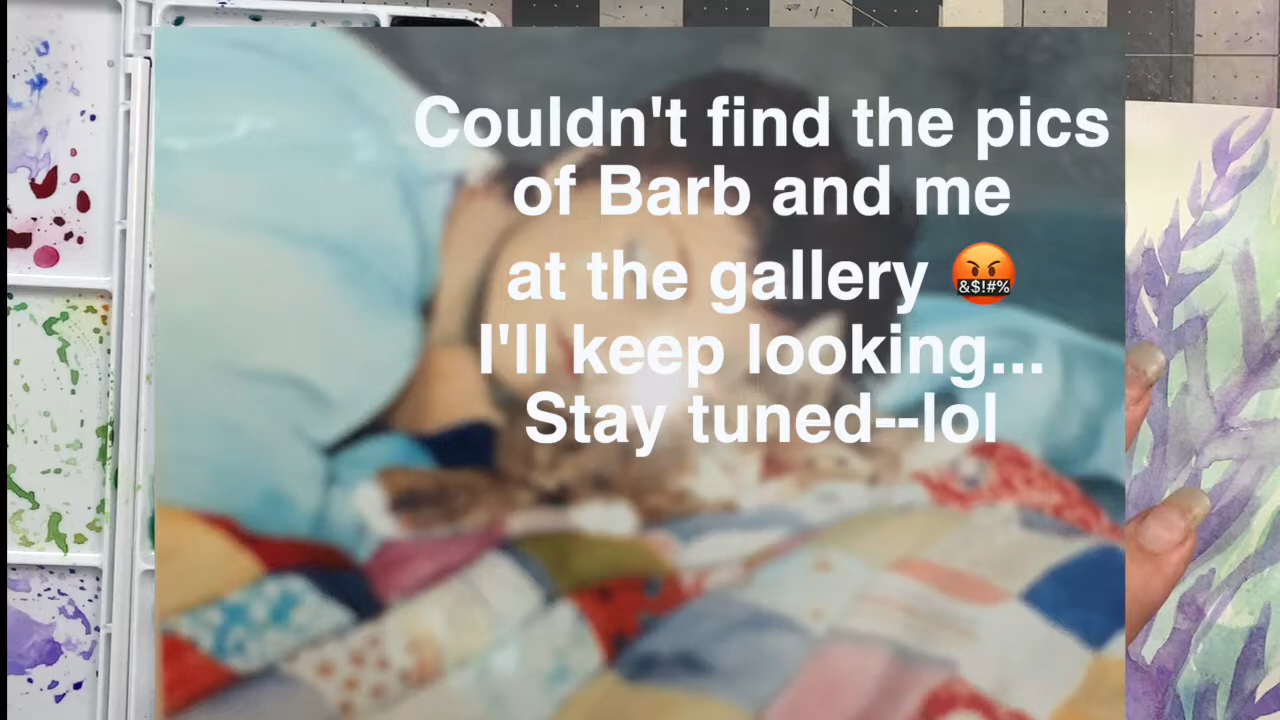 Couldn't find the pics
of Barb and me
at the gallery 🤬
I'll keep looking...
Stay tuned--lol